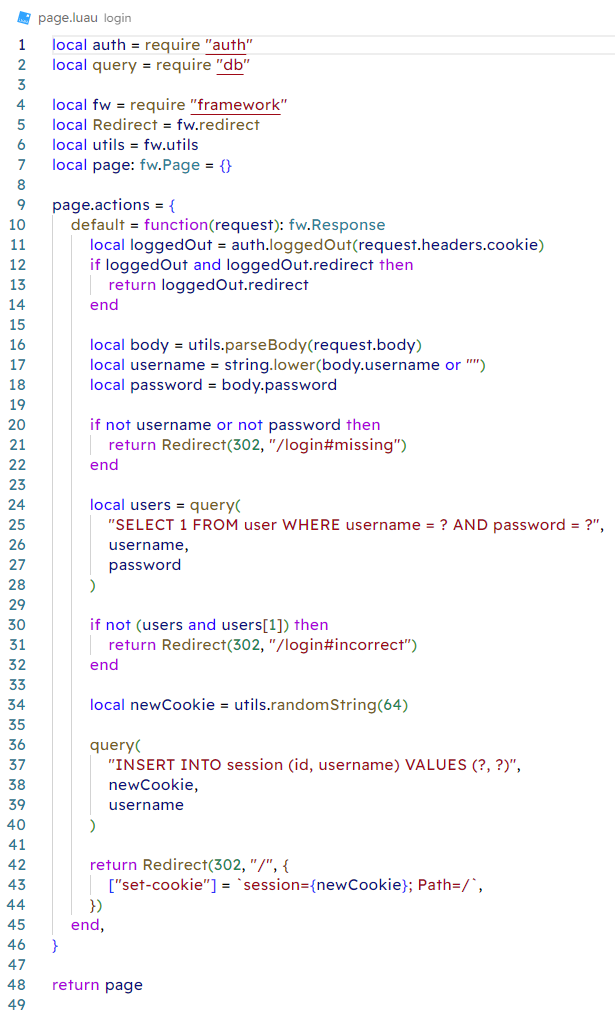 page.luau login
1 local auth = require "auth"
2 local query = require "db"
3
4 local fw = require "framework"
5 local Redirect = fw.redirect
6 local utils = fw.utils
7 local page: fw.Page = {}
8
9 page.actions = {
10 default = function(request): fw.Response
11 local loggedOut = auth.loggedOut(request.headers.cookie)
12 if loggedOut and loggedOut.redirect then
13 return loggedOut.redirect
14 end
15
16 local body = utils.parseBody(request.body)
17 local username = string.lower(body.username or "")
18 local password = body.password
19
20 if not username or not password then
21 return Redirect(302, "/login#missing")
22 end
23
24 local users = query(
25 "SELECT 1 FROM user WHERE username = ? AND password = ?",
26 username,
27 password
28 )
29
30 if not (users and users[1]) then
31 return Redirect(302, "/login#incorrect")
32 end
33
34 local newCookie = utils.randomString(64)
35
36 query(
37 "INSERT INTO session (id, username) VALUES (?, ?)",
38 newCookie,
39 username
40 )
41
42 return Redirect(302, "/", {
43 ["set-cookie"] = `session={newCookie}; Path=/`,
44 })
45 end,
46 }
47
48 return page
49